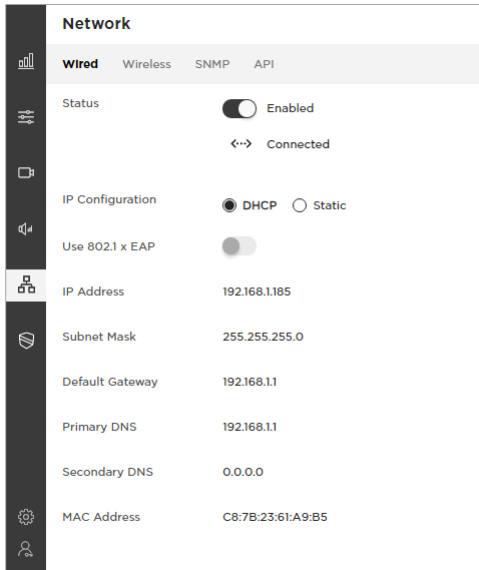 Network
Wired Wireless SNMP API
Status Enabled
Connected
IP Configuration DHCP Static
Use 802.1 x EAP
IP Address 192.168.1.185
Subnet Mask 255.255.255.0
Default Gateway 192.168.1.1
Primary DNS 192.168.1.1
Secondary DNS 0.0.0.0
MAC Address C8:7B:23:61:A9:B5